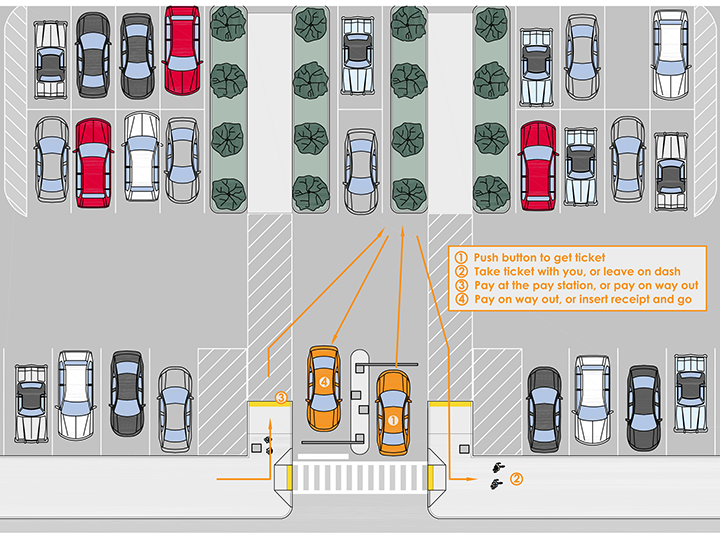 ① Push button to get ticket
② Take ticket with you, or leave on dash
③ Pay at the pay station, or pay on way out
④ Pay on way out, or insert receipt and go
④
③
①
②